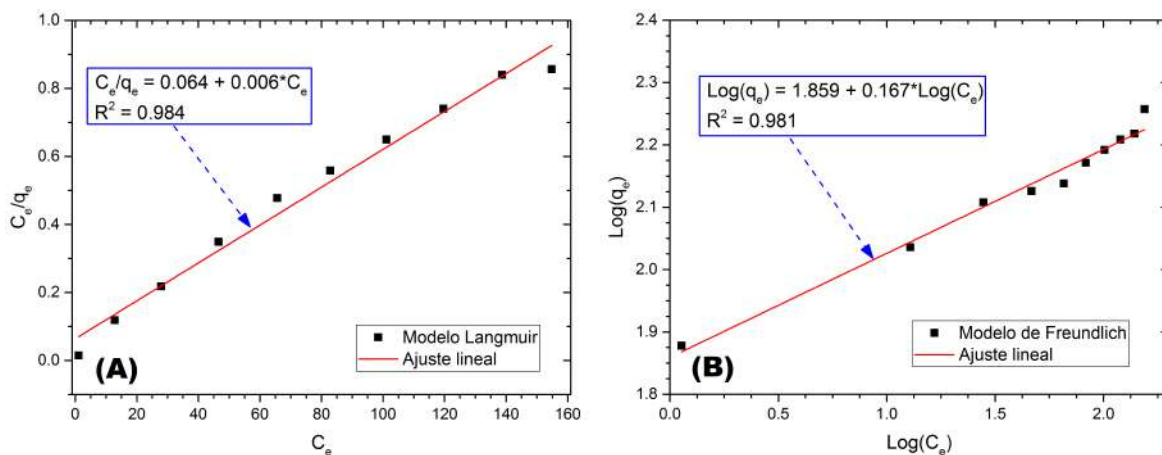 1.0
0.8
0.6
0.4
0.2
0.0
C_e/q_e
C_e/q_e = 0.064 + 0.006*C_e
R² = 0.984
Modelo Langmuir
Ajuste lineal
(A)
0 20 40 60 80 100 120 140 160
C_e
2.4
2.3
2.2
2.1
2.0
1.9
1.8
Log(q_e)
Log(q_e) = 1.859 + 0.167*Log(C_e)
R² = 0.981
Modelo de Freundlich
Ajuste lineal
(B)
0.0 0.5 1.0 1.5 2.0
Log(C_e)